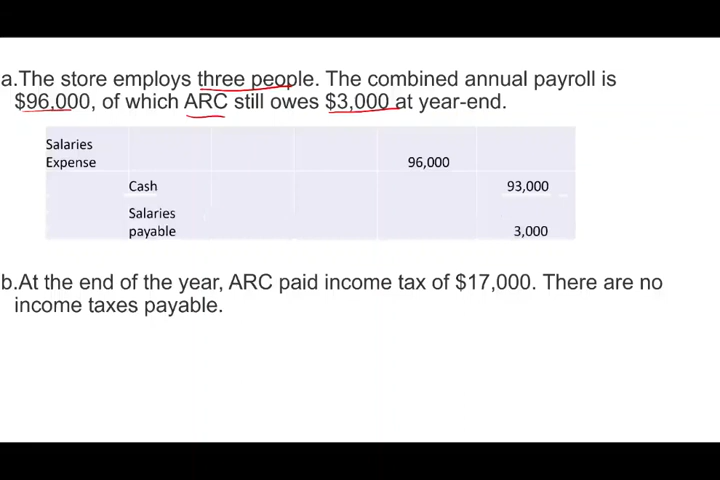 a.The store employs three people. The combined annual payroll is
$96,000, of which ARC still owes $3,000 at year-end.
Salaries
Expense 96,000
Cash 93,000
Salaries
payable 3,000
b.At the end of the year, ARC paid income tax of $17,000. There are no
income taxes payable.